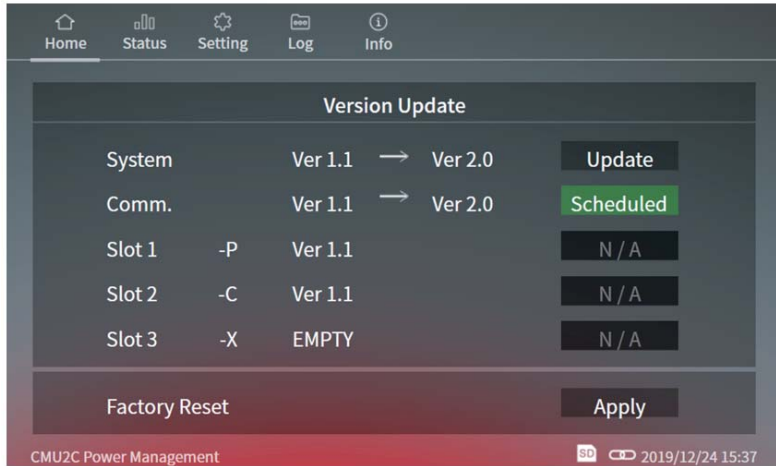 Home Status Setting Log Info
Version Update
System Ver 1.1 → Ver 2.0 Update
Comm. Ver 1.1 → Ver 2.0 Scheduled
Slot 1 -P Ver 1.1 N / A
Slot 2 -C Ver 1.1 N / A
Slot 3 -X EMPTY N / A
Factory Reset Apply
CMU2C Power Management SD 2019/12/24 15:37